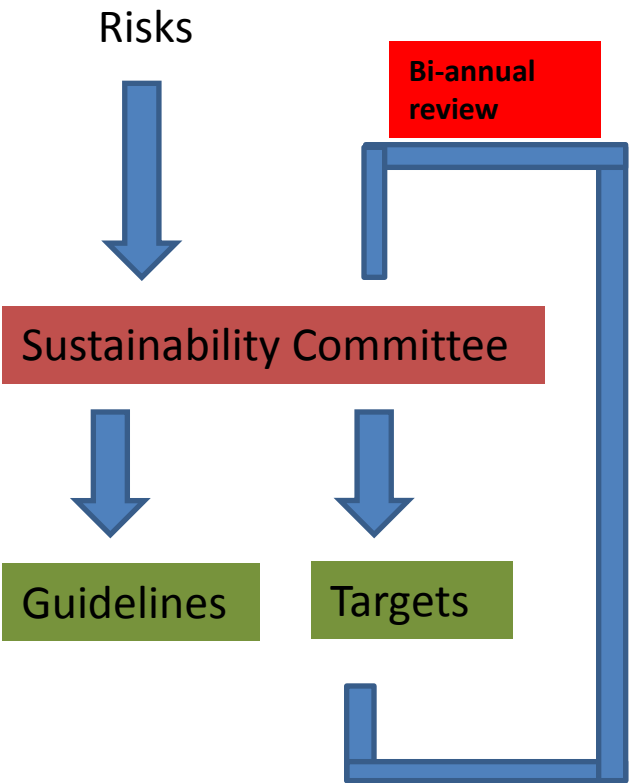 Risks
Bi-annual
review
Sustainability Committee
Guidelines
Targets